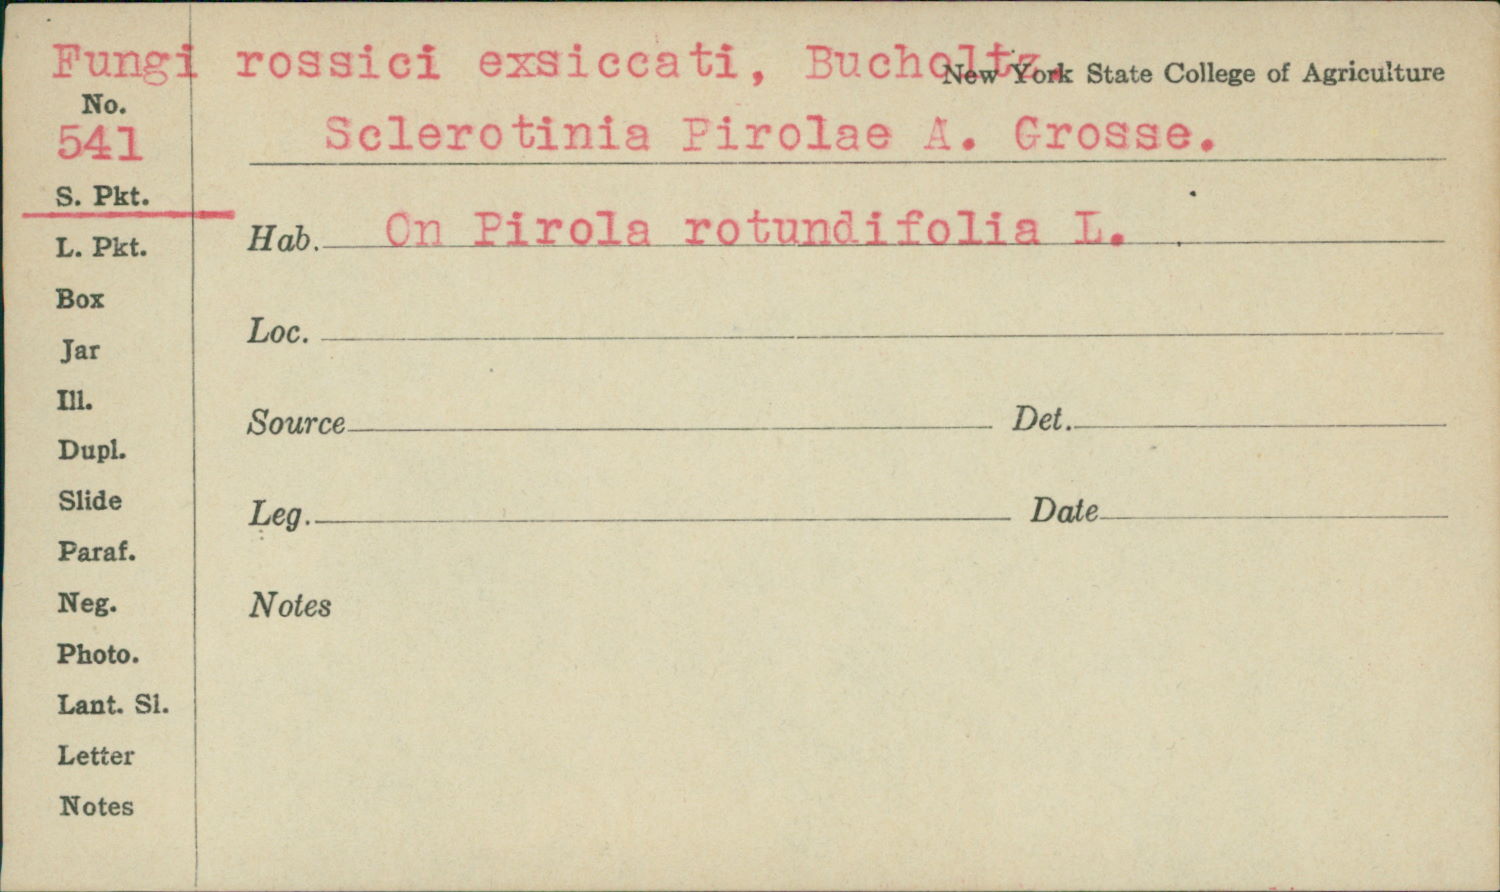 Fungi rossici exsiccati, Bucholtz.
New York State College of Agriculture
No.
541
Sclerotinia Pirolae A. Grosse.
S. Pkt.
Hab. On Pirola rotundifolia L.
L. Pkt.
Box
Loc.
Jar
Ill.
Source Det.
Dupl.
Slide
Leg. Date
Paraf.
Neg.
Notes
Photo.
Lant. Sl.
Letter
Notes